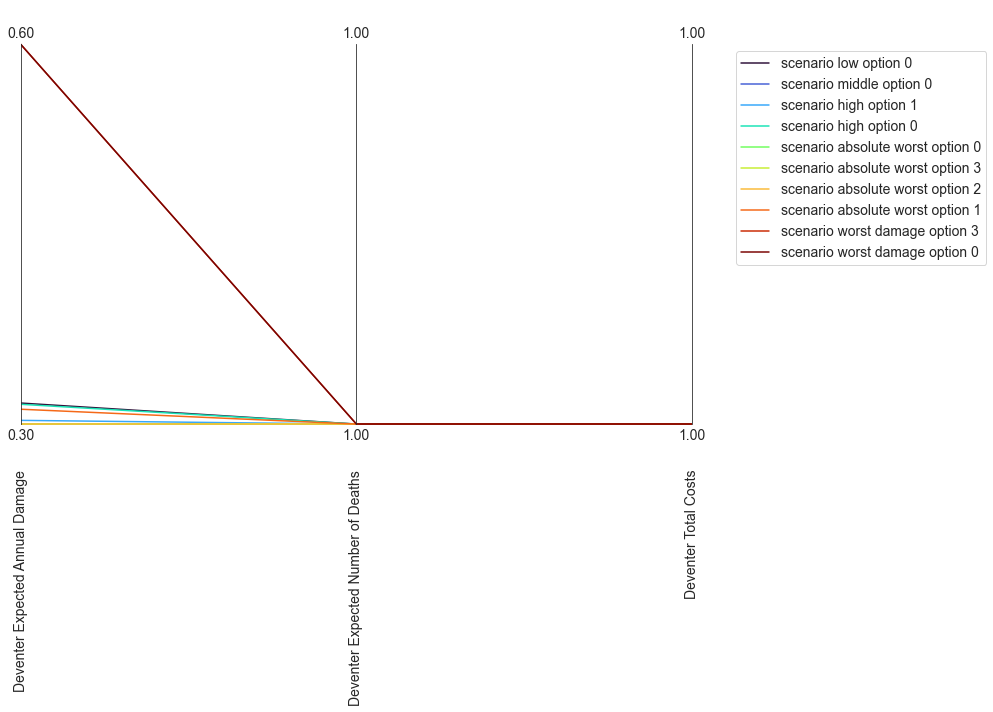 0.60
1.00
1.00
scenario low option 0
scenario middle option 0
scenario high option 1
scenario high option 0
scenario absolute worst option 0
scenario absolute worst option 3
scenario absolute worst option 2
scenario absolute worst option 1
scenario worst damage option 3
scenario worst damage option 0
0.30
1.00
1.00
Deventer Expected Annual Damage
Deventer Expected Number of Deaths
Deventer Total Costs